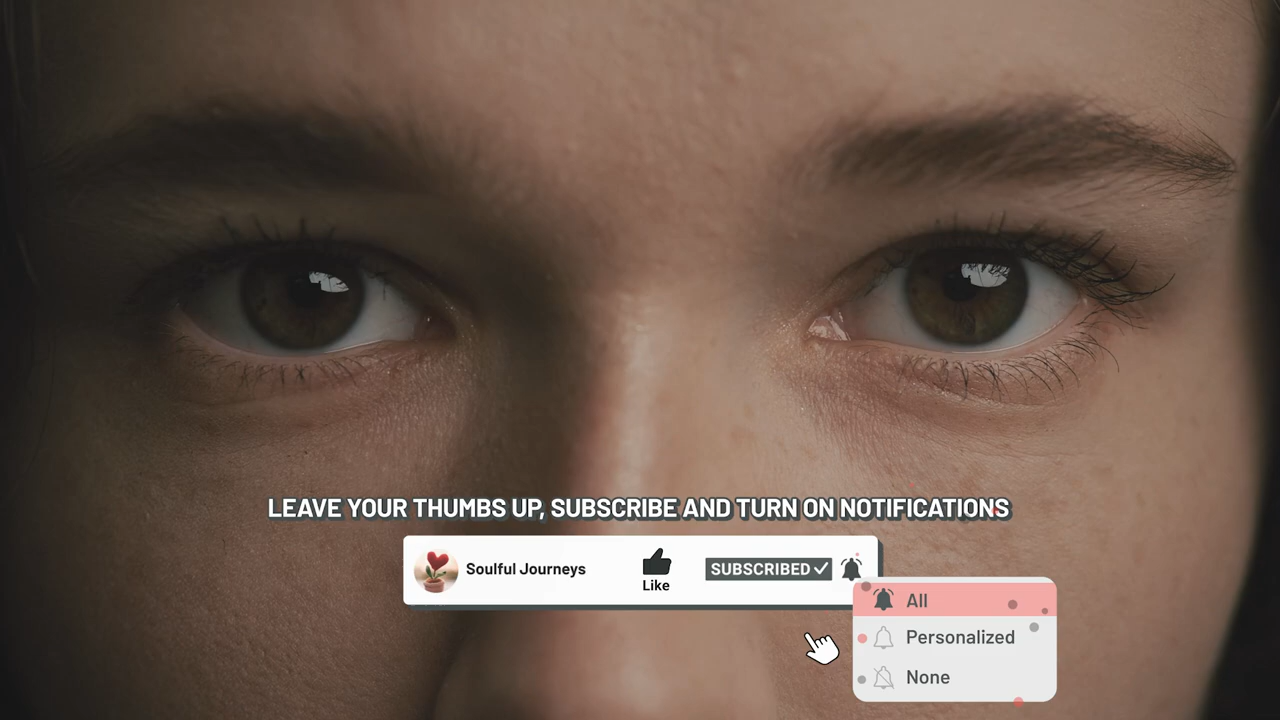 LEAVE YOUR THUMBS UP, SUBSCRIBE AND TURN ON NOTIFICATIONS
Soulful Journeys
Like
SUBSCRIBED
All
Personalized
None